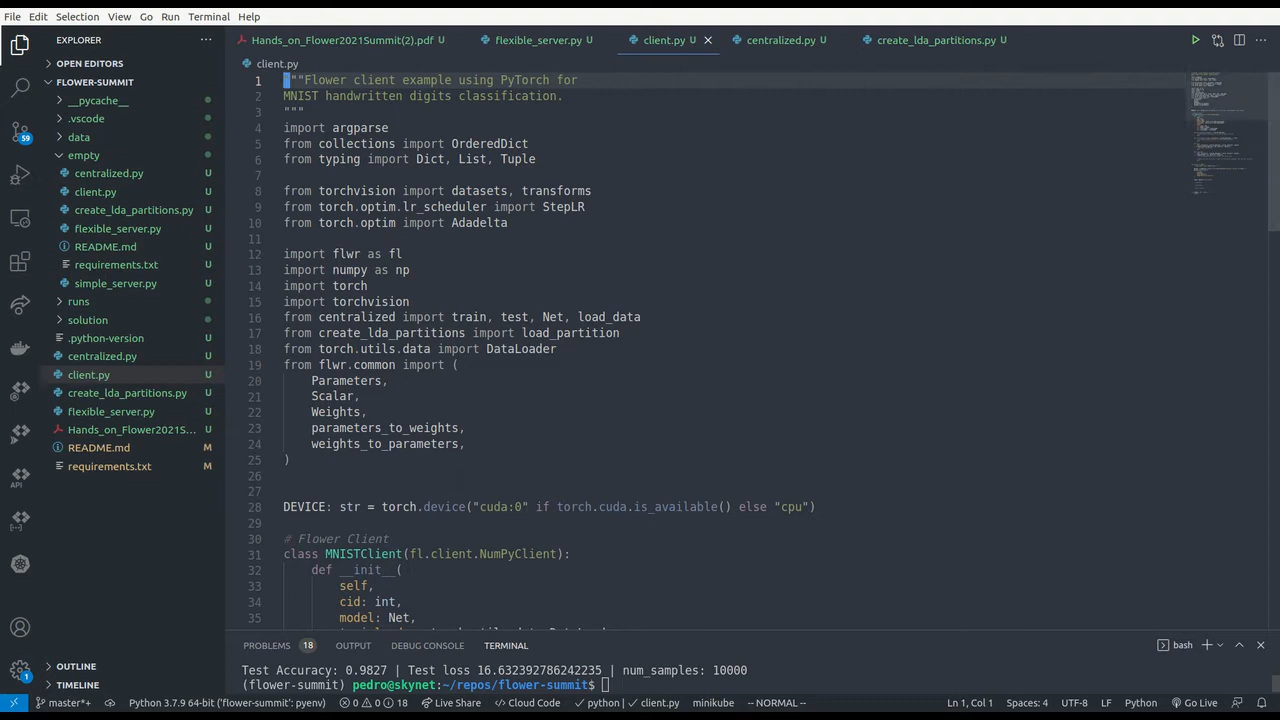 File Edit Selection View Go Run Terminal Help
EXPLORER
Hands_on_Flower2021Summit(2).pdf U
flexible_server.py U
client.py U
centralized.py U
create_lda_partitions.py U
OPEN EDITORS
FLOWER-SUMMIT
__pycache__
.vscode
data
empty
centralized.py U
client.py U
create_lda_partitions.py U
flexible_server.py U
README.md U
requirements.txt U
simple_server.py U
runs
solution
.python-version U
centralized.py U
client.py U
create_lda_partitions.py U
flexible_server.py U
Hands_on_Flower2021S... U
README.md M
requirements.txt M
OUTLINE
TIMELINE
59
API
1
client.py
1 """Flower client example using PyTorch for
2 MNIST handwritten digits classification.
3 """
4 import argparse
5 from collections import OrderedDict
6 from typing import Dict, List, Tuple
7
8 from torchvision import datasets, transforms
9 from torch.optim.lr_scheduler import StepLR
10 from torch.optim import Adadelta
11
12 import flwr as fl
13 import numpy as np
14 import torch
15 import torchvision
16 from centralized import train, test, Net, load_data
17 from create_lda_partitions import load_partition
18 from torch.utils.data import DataLoader
19 from flwr.common import (
20 Parameters,
21 Scalar,
22 Weights,
23 parameters_to_weights,
24 weights_to_parameters,
25 )
26
27
28 DEVICE: str = torch.device("cuda:0" if torch.cuda.is_available() else "cpu")
29
30 # Flower Client
31 class MNISTClient(fl.client.NumPyClient):
32 def __init__(
33 self,
34 cid: int,
35 model: Net,
PROBLEMS 18 OUTPUT DEBUG CONSOLE TERMINAL
bash
Test Accuracy: 0.9827 | Test loss 16.632392786242235 | num_samples: 10000
(flower-summit) pedro@skynet:~/repos/flower-summit$
master*+ Python 3.7.9 64-bit ('flower-summit': pyenv) 0 0 18 Live Share Cloud Code python | client.py minikube -- NORMAL -- Ln 1, Col 1 Spaces: 4 UTF-8 LF Python Go Live